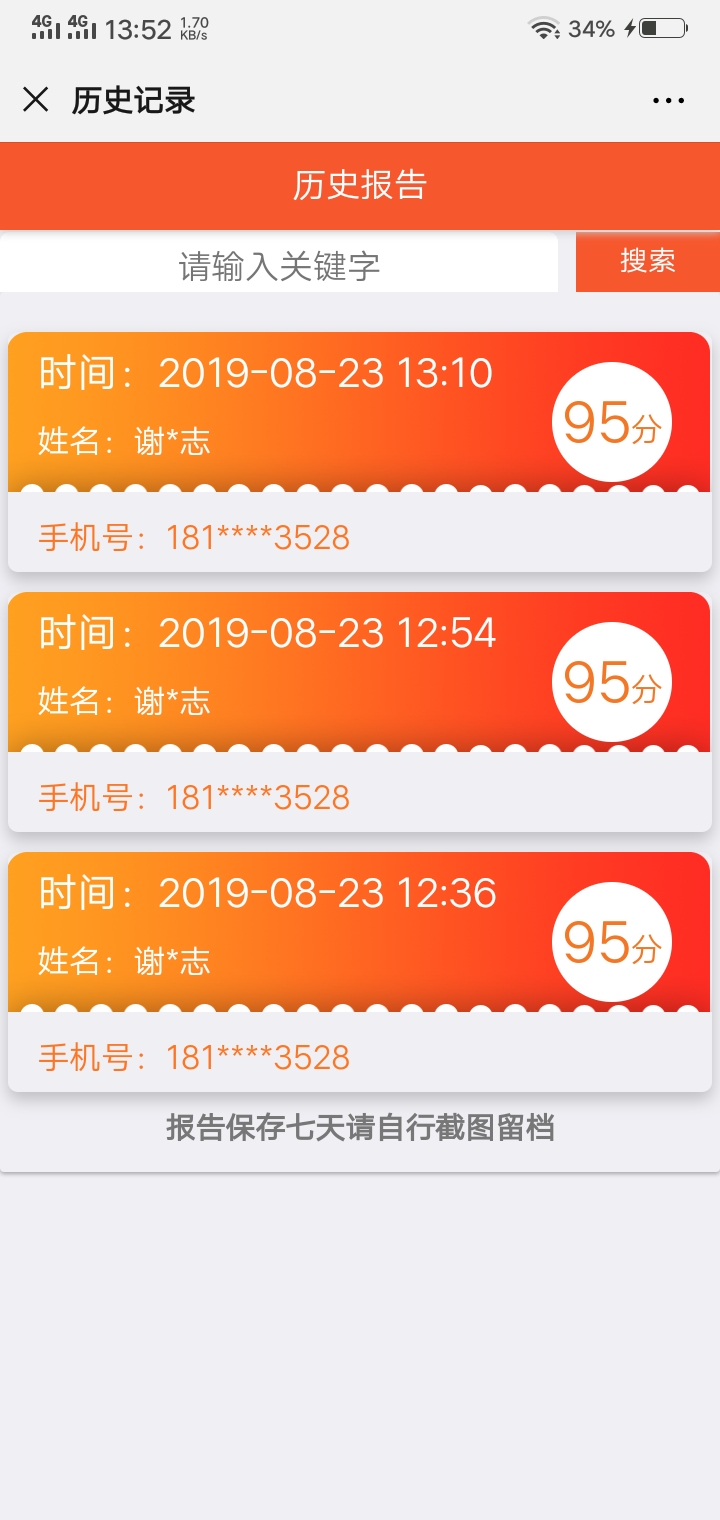 4G 4G 13:52 1.70 KB/s 34%
历史记录
历史报告
请输入关键字 搜索
时间：2019-08-23 13:10
姓名：谢*志
95分
手机号：181****3528
时间：2019-08-23 12:54
姓名：谢*志
95分
手机号：181****3528
时间：2019-08-23 12:36
姓名：谢*志
95分
手机号：181****3528
报告保存七天请自行截图留档